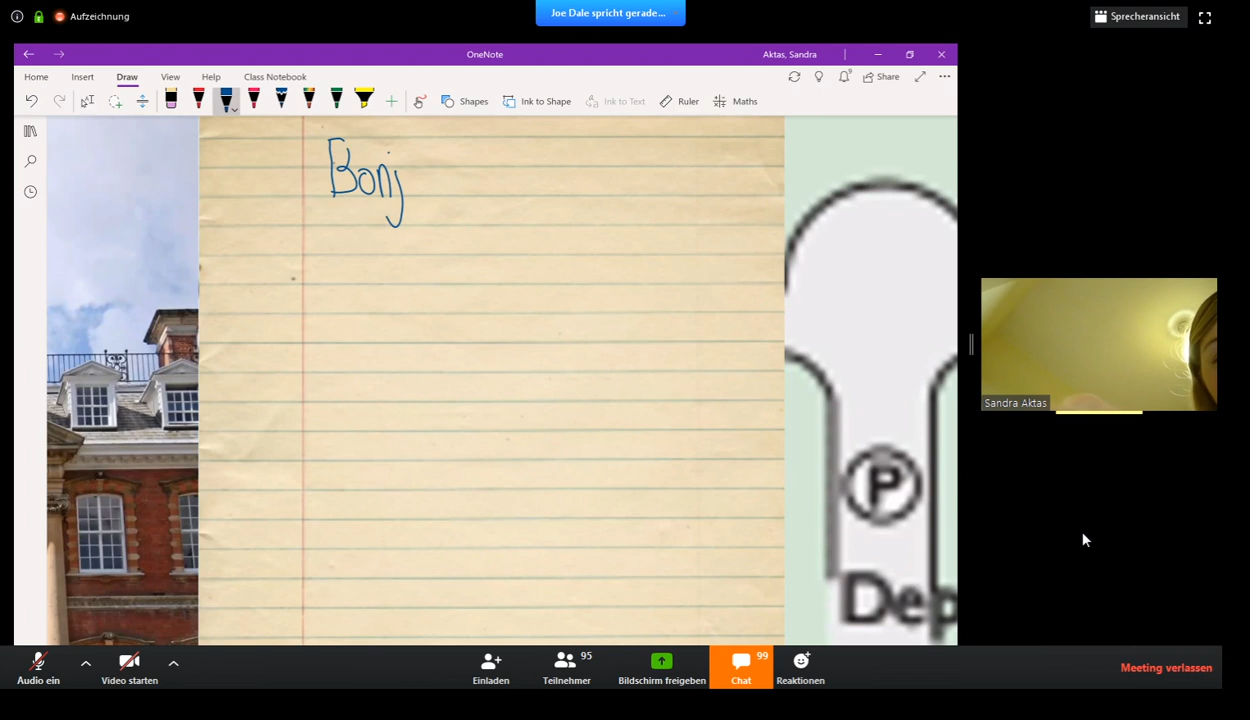 Aufzeichnung
Joe Dale spricht gerade...
Sprecheransicht
OneNote
Aktas, Sandra
Home Insert Draw View Help Class Notebook
Share
Shapes Ink to Shape Ink to Text Ruler Maths
Bonj
P
Dep
Sandra Aktas
95
99
Audio ein Video starten Einladen Teilnehmer Bildschirm freigeben Chat Reaktionen
Meeting verlassen